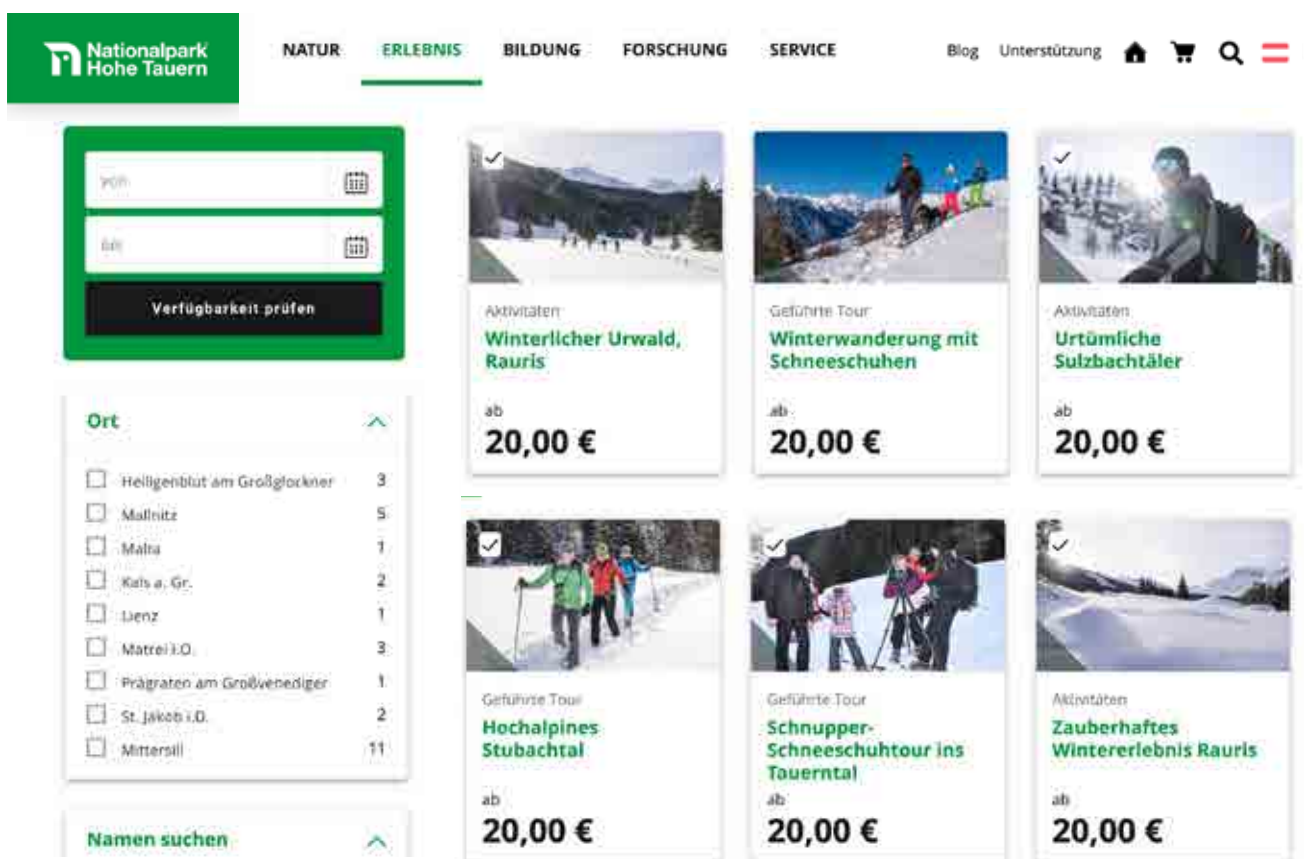 Nationalpark
Hohe Tauern
NATUR ERLEBNIS BILDUNG FORSCHUNG SERVICE Blog Unterstützung
von
bis
Verfügbarkeit prüfen
Ort
Heiligenblut am Großglockner 3
Mallnitz 5
Malta 1
Kals a. Gr. 2
Lienz 1
Matrei i.O. 3
Prägraten am Großvenediger 1
St. Jakob i.D. 2
Mittersill 11
Namen suchen
Aktivitäten
Winterlicher Urwald,
Rauris
ab
20,00 €
Geführte Tour
Winterwanderung mit
Schneeschuhen
ab
20,00 €
Aktivitäten
Urtümliche
Sulzbachtäler
ab
20,00 €
Geführte Tour
Hochalpines
Stubachtal
ab
20,00 €
Geführte Tour
Schnupper-
Schneeschuhtour ins
Tauerntal
ab
20,00 €
Aktivitäten
Zauberhaftes
Wintererlebnis Rauris
ab
20,00 €